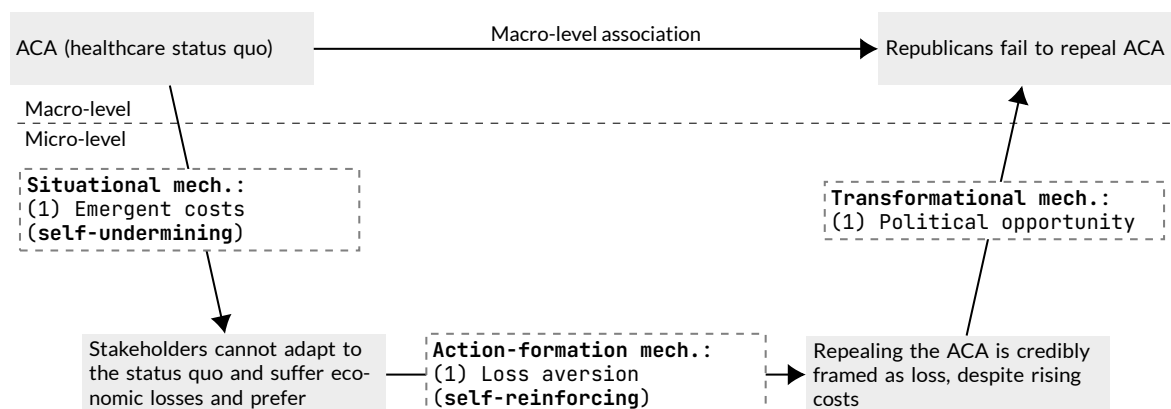 ACA (healthcare status quo)
Macro-level association
Republicans fail to repeal ACA
Macro-level
Micro-level
Situational mech.:
(1) Emergent costs
(self-undermining)
Transformational mech.:
(1) Political opportunity
Stakeholders cannot adapt to
the status quo and suffer eco-
nomic losses and prefer
Action-formation mech.:
(1) Loss aversion
(self-reinforcing)
Repealing the ACA is credibly
framed as loss, despite rising
costs